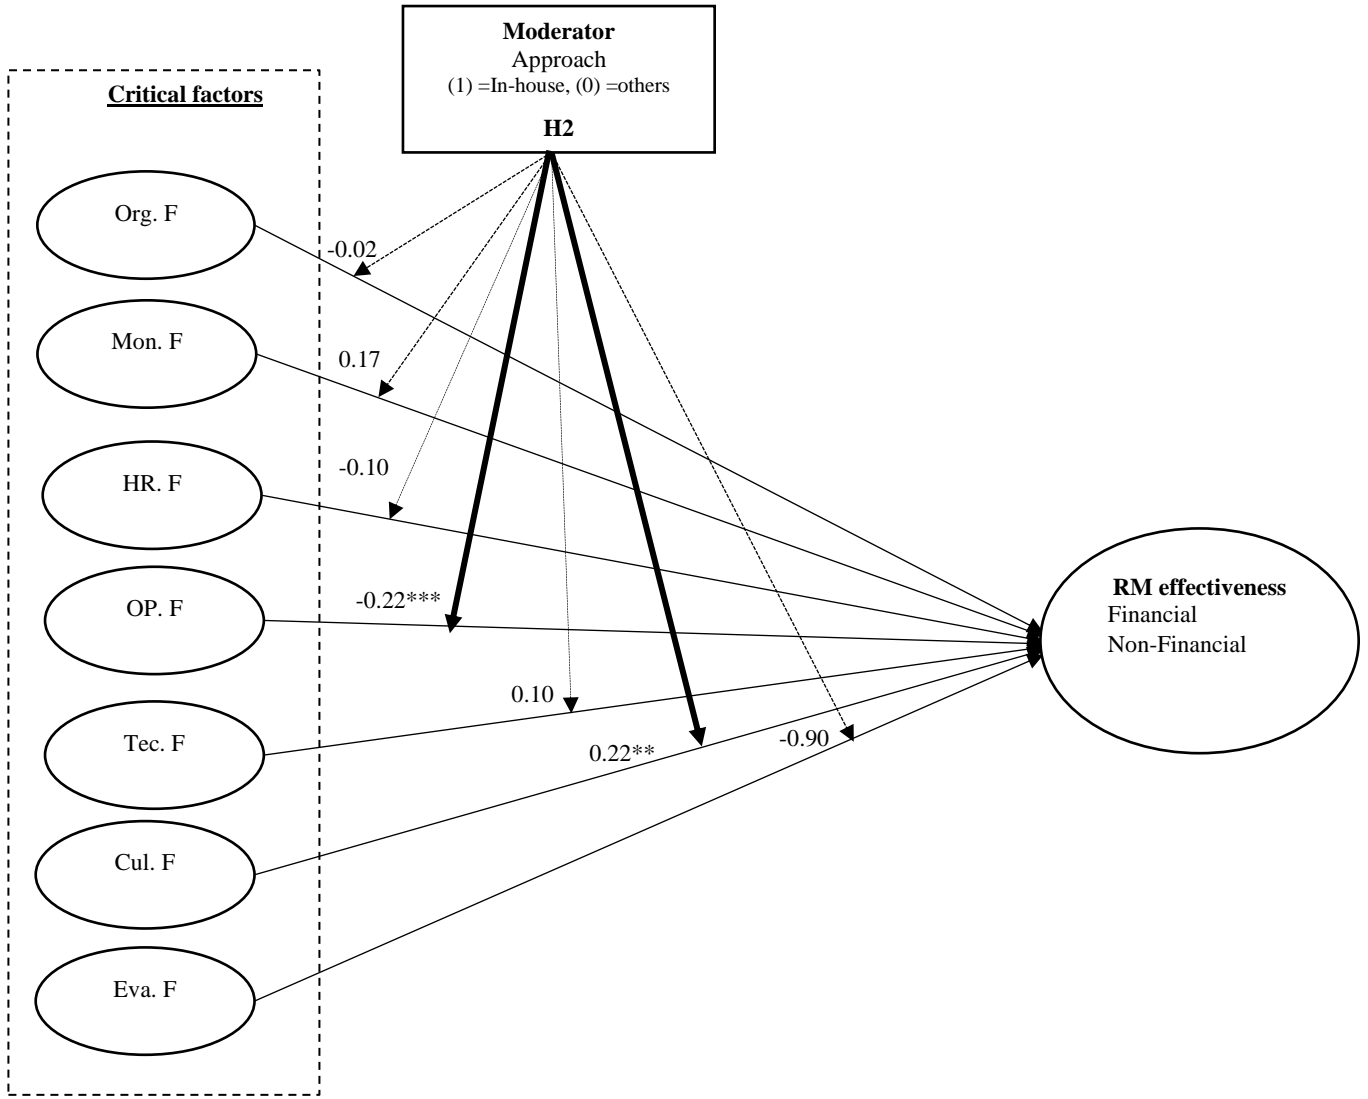 Moderator
Approach
(1) =In-house, (0) =others
H2
Critical factors
Org. F
-0.02
Mon. F
0.17
HR. F
-0.10
OP. F
-0.22***
RM effectiveness
Financial
Non-Financial
Tec. F
0.10
0.22**
-0.90
Cul. F
Eva. F